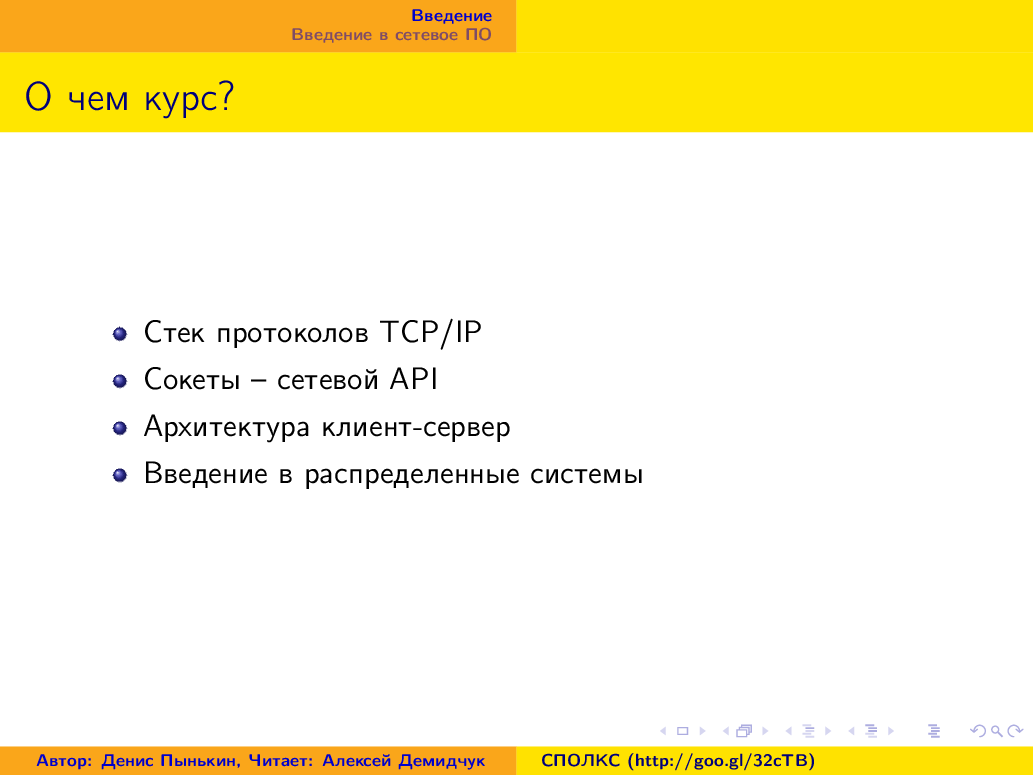 Введение
Введение в сетевое ПО
О чем курс?
Стек протоколов TCP/IP
Сокеты – сетевой API
Архитектура клиент-сервер
Введение в распределенные системы
Автор: Денис Пынькин, Читает: Алексей Демидчук
СПОЛКС (http://goo.gl/32cTB)